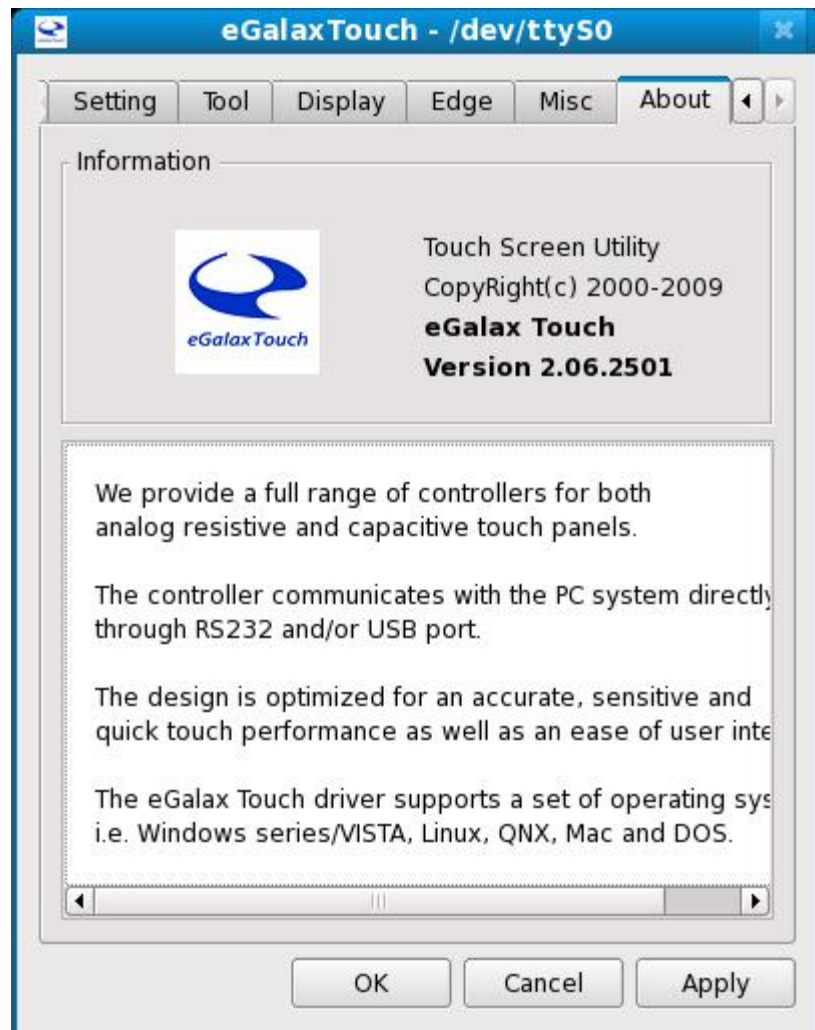 eGalaxTouch - /dev/ttyS0
Setting Tool Display Edge Misc About
Information
eGalaxTouch
Touch Screen Utility
CopyRight(c) 2000-2009
eGalax Touch
Version 2.06.2501
We provide a full range of controllers for both
analog resistive and capacitive touch panels.
The controller communicates with the PC system directly
through RS232 and/or USB port.
The design is optimized for an accurate, sensitive and
quick touch performance as well as an ease of user inte
The eGalax Touch driver supports a set of operating sys
i.e. Windows series/VISTA, Linux, QNX, Mac and DOS.
OK Cancel Apply